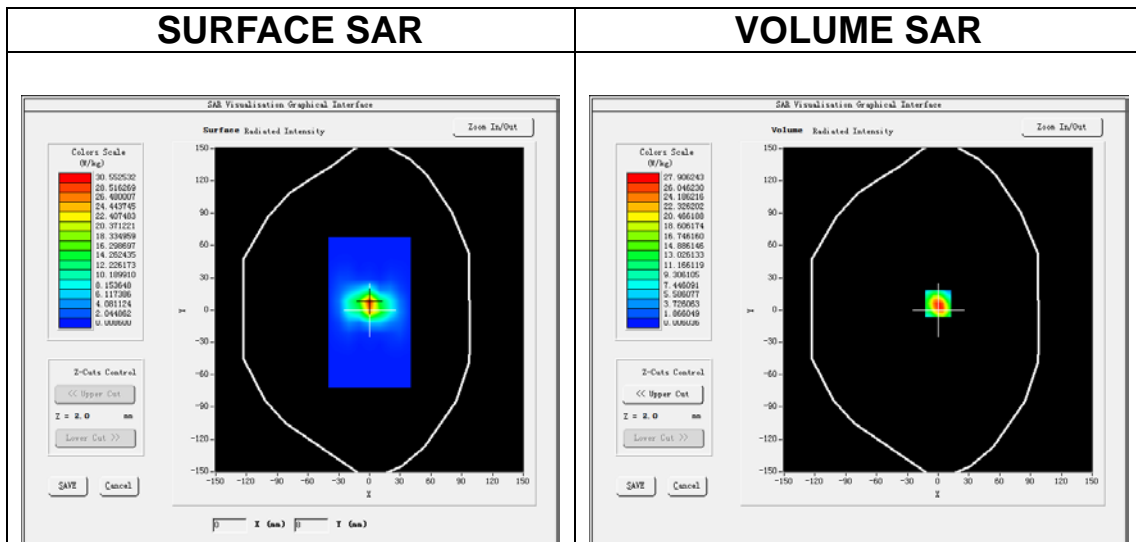 SURFACE SAR
VOLUME SAR
SAR Visualisation Graphical Interface
Surface Radiated Intensity
Zoom In/Out
Colors Scale
(W/kg)
30.552532
28.516269
26.480007
24.443745
22.407483
20.371221
18.334959
16.298697
14.262435
12.226173
10.189910
8.153648
6.117386
4.081124
2.044862
0.008600
150
120
90
60
30
0
-30
-60
-90
-120
-150
Y
-150 -120 -90 -60 -30 0 30 60 90 120 150
X
Z-Cuts Control
<< Upper Cut
Z = 2.0 mm
Lower Cut >>
SAVE Cancel
0 X (mm) 8 Y (mm)
SAR Visualisation Graphical Interface
Volume Radiated Intensity
Zoom In/Out
Colors Scale
(W/kg)
27.906243
26.046230
24.186216
22.326202
20.466188
18.606174
16.746160
14.886146
13.026133
11.166119
9.306105
7.446091
5.586077
3.726063
1.866049
0.006036
150
120
90
60
30
0
-30
-60
-90
-120
-150
Y
-150 -120 -90 -60 -30 0 30 60 90 120 150
X
Z-Cuts Control
<< Upper Cut
Z = 2.0 mm
Lower Cut >>
SAVE Cancel